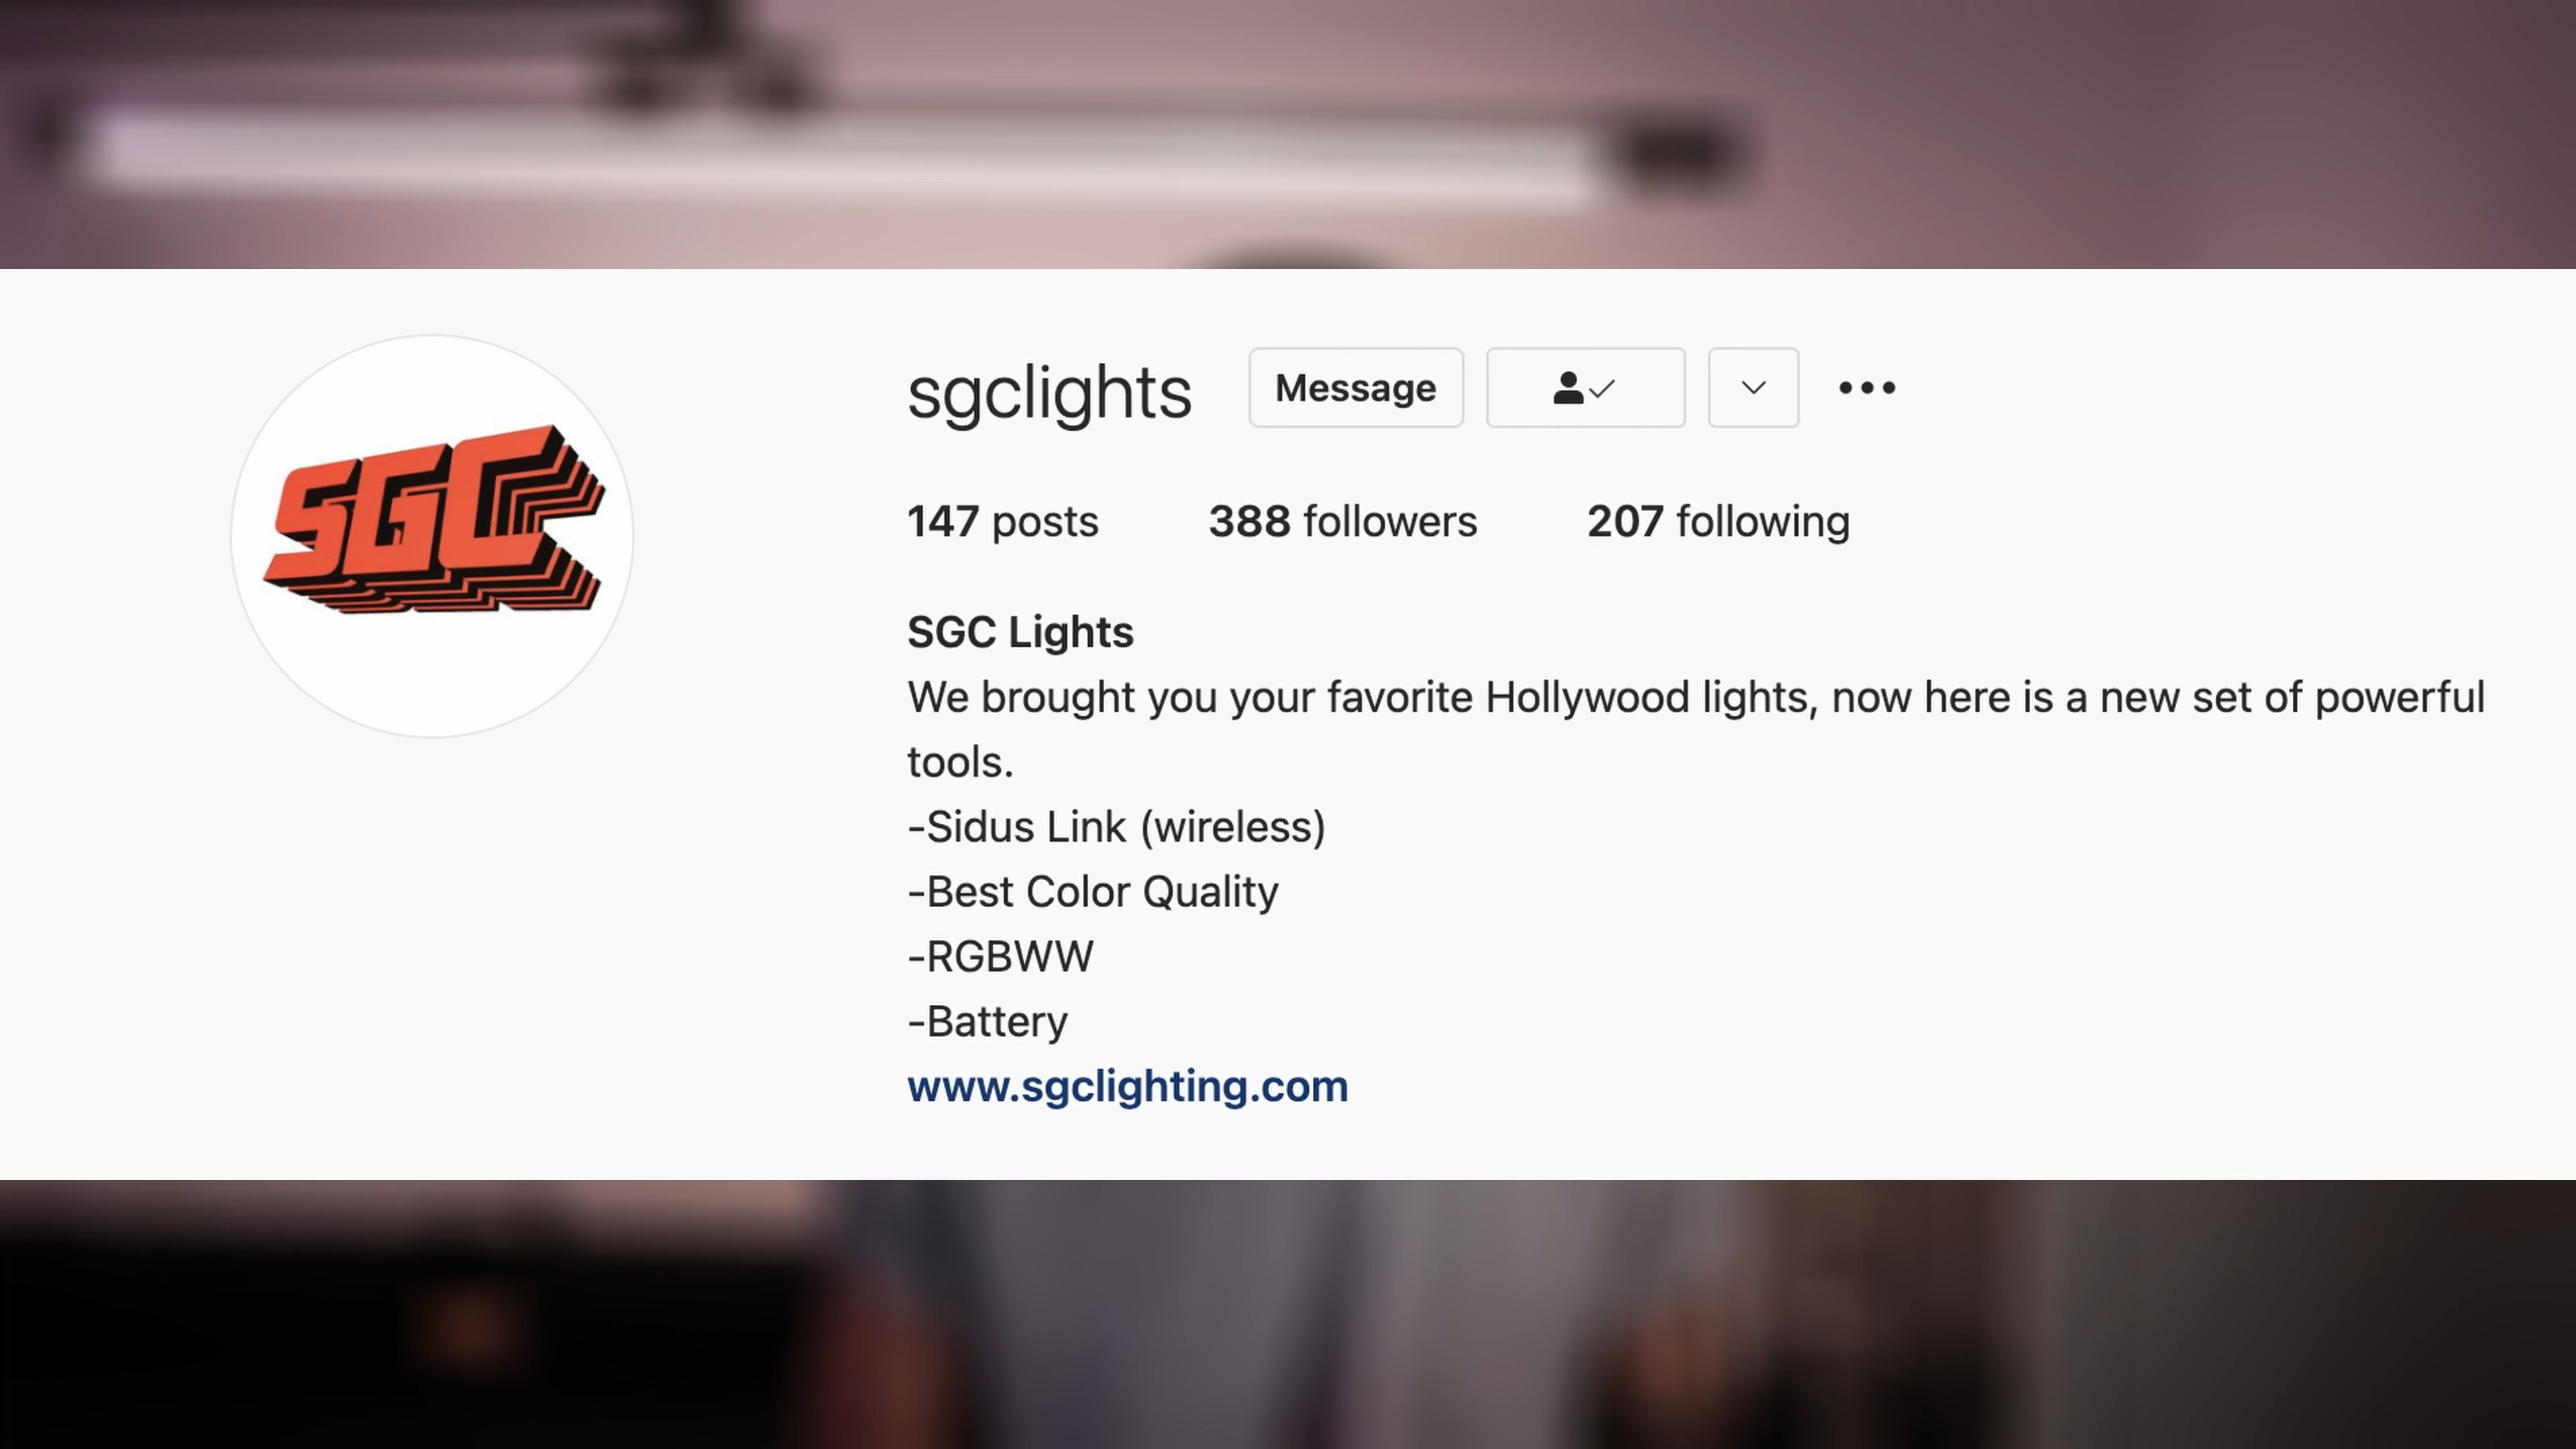 SGC
sgclights Message
147 posts 388 followers 207 following
SGC Lights
We brought you your favorite Hollywood lights, now here is a new set of powerful
tools.
-Sidus Link (wireless)
-Best Color Quality
-RGBWW
-Battery
www.sgclighting.com